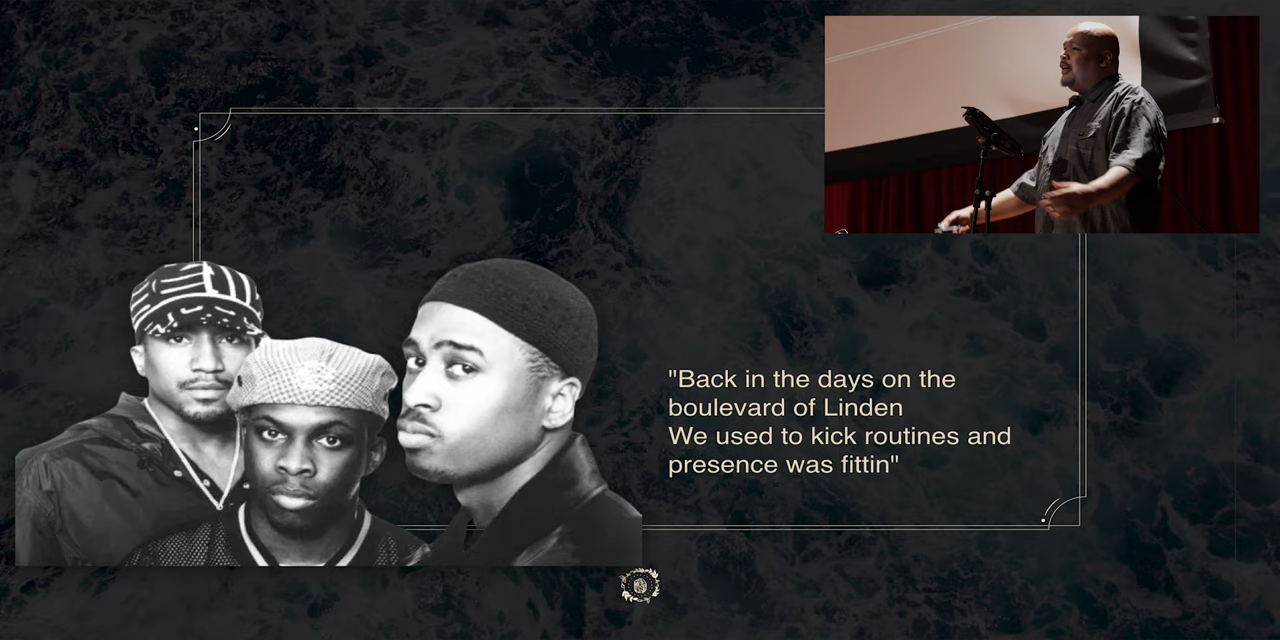 "Back in the days on the
boulevard of Linden
We used to kick routines and
presence was fittin"